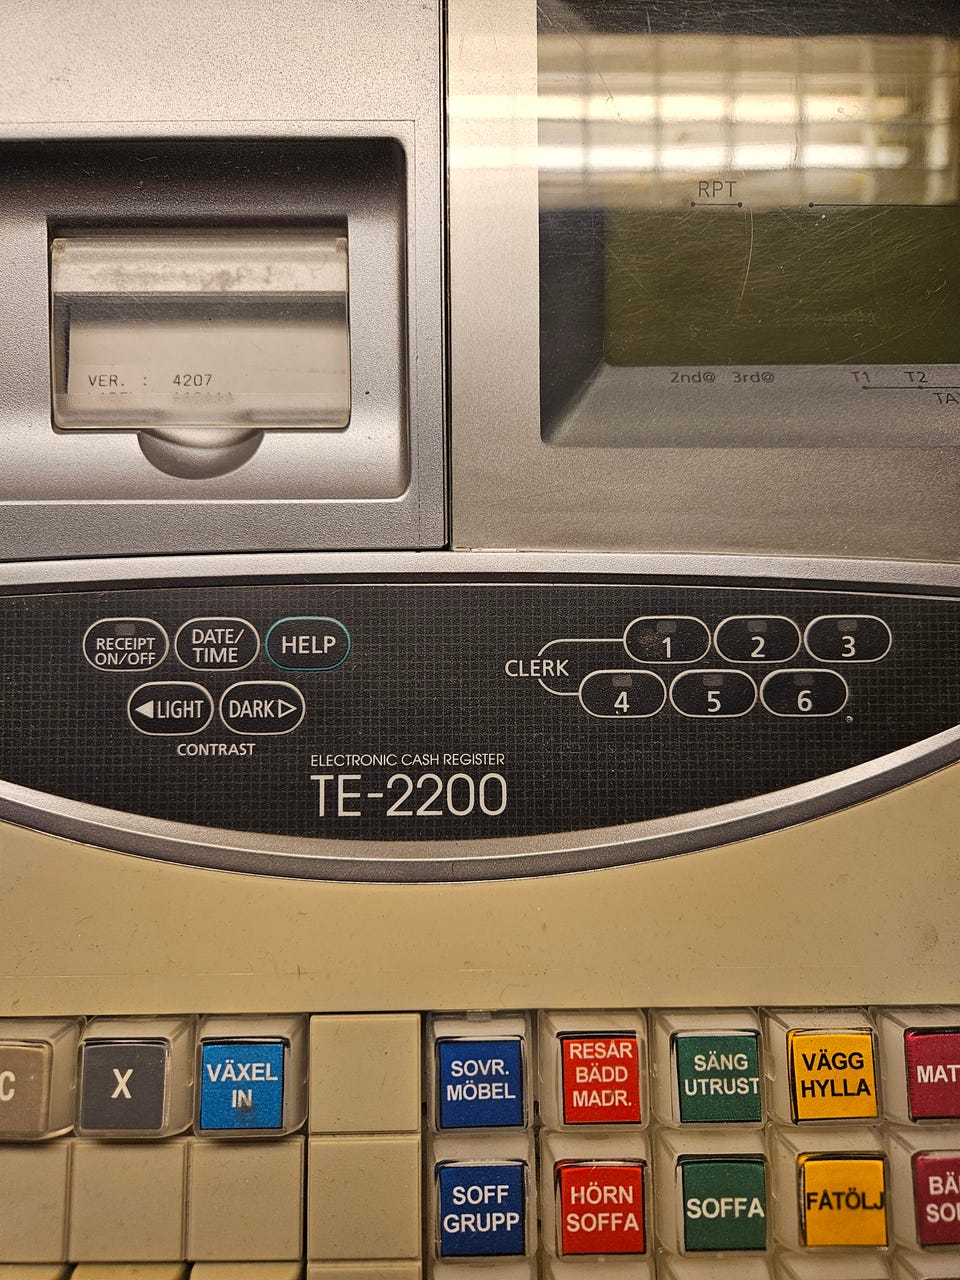 RPT
VER. : 4207
2nd@ 3rd@ T1 T2
RECEIPT
ON/OFF
DATE/
TIME
HELP
◀LIGHT
DARK▷
CONTRAST
CLERK
1 2 3
4 5 6
ELECTRONIC CASH REGISTER
TE-2200
C
X
VÄXEL
IN
SOVR.
MÖBEL
RESÅR
BÄDD
MADR.
SÄNG
UTRUST
VÄGG
HYLLA
MAT
SOFF
GRUPP
HÖRN
SOFFA
SOFFA
FÅTÖLJ